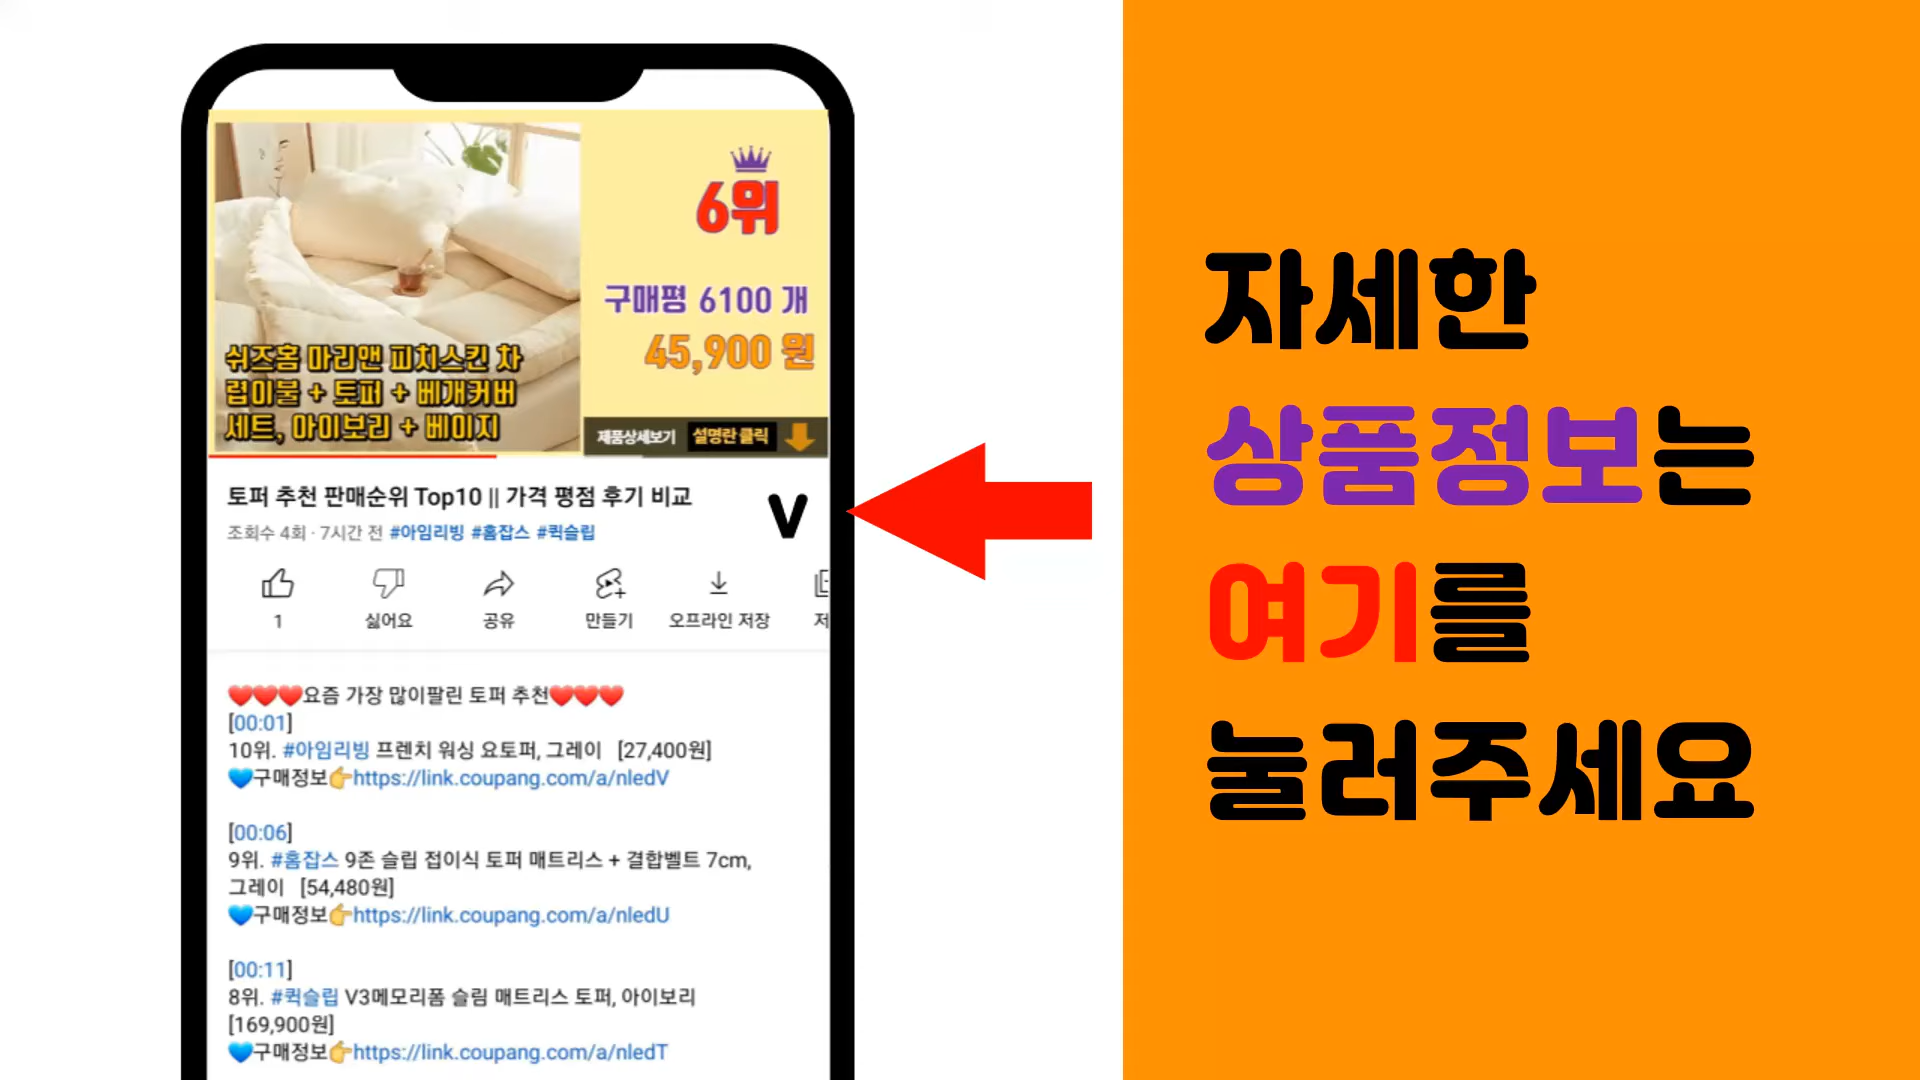 6위
구매평 6100 개
45,900 원
쉬즈홈 마리앤 피치스킨 차
렵이불 + 토퍼 + 베개커버
세트, 아이보리 + 베이지
제품상세보기 설명란 클릭
토퍼 추천 판매순위 Top10 || 가격 평점 후기 비교
V
조회수 4회 · 7시간 전 #아임리빙 #홈잡스 #퀵슬립
1 싫어요 공유 만들기 오프라인 저장 저
❤️❤️❤️요즘 가장 많이팔린 토퍼 추천❤️❤️❤️
[00:01]
10위. #아임리빙 프렌치 워싱 요토퍼, 그레이 [27,400원]
💙구매정보👉https://link.coupang.com/a/nledV
[00:06]
9위. #홈잡스 9존 슬립 접이식 토퍼 매트리스 + 결합벨트 7cm,
그레이 [54,480원]
💙구매정보👉https://link.coupang.com/a/nledU
[00:11]
8위. #퀵슬립 V3메모리폼 슬림 매트리스 토퍼, 아이보리
[169,900원]
💙구매정보👉https://link.coupang.com/a/nledT
자세한
상품정보는
여기를
눌러주세요